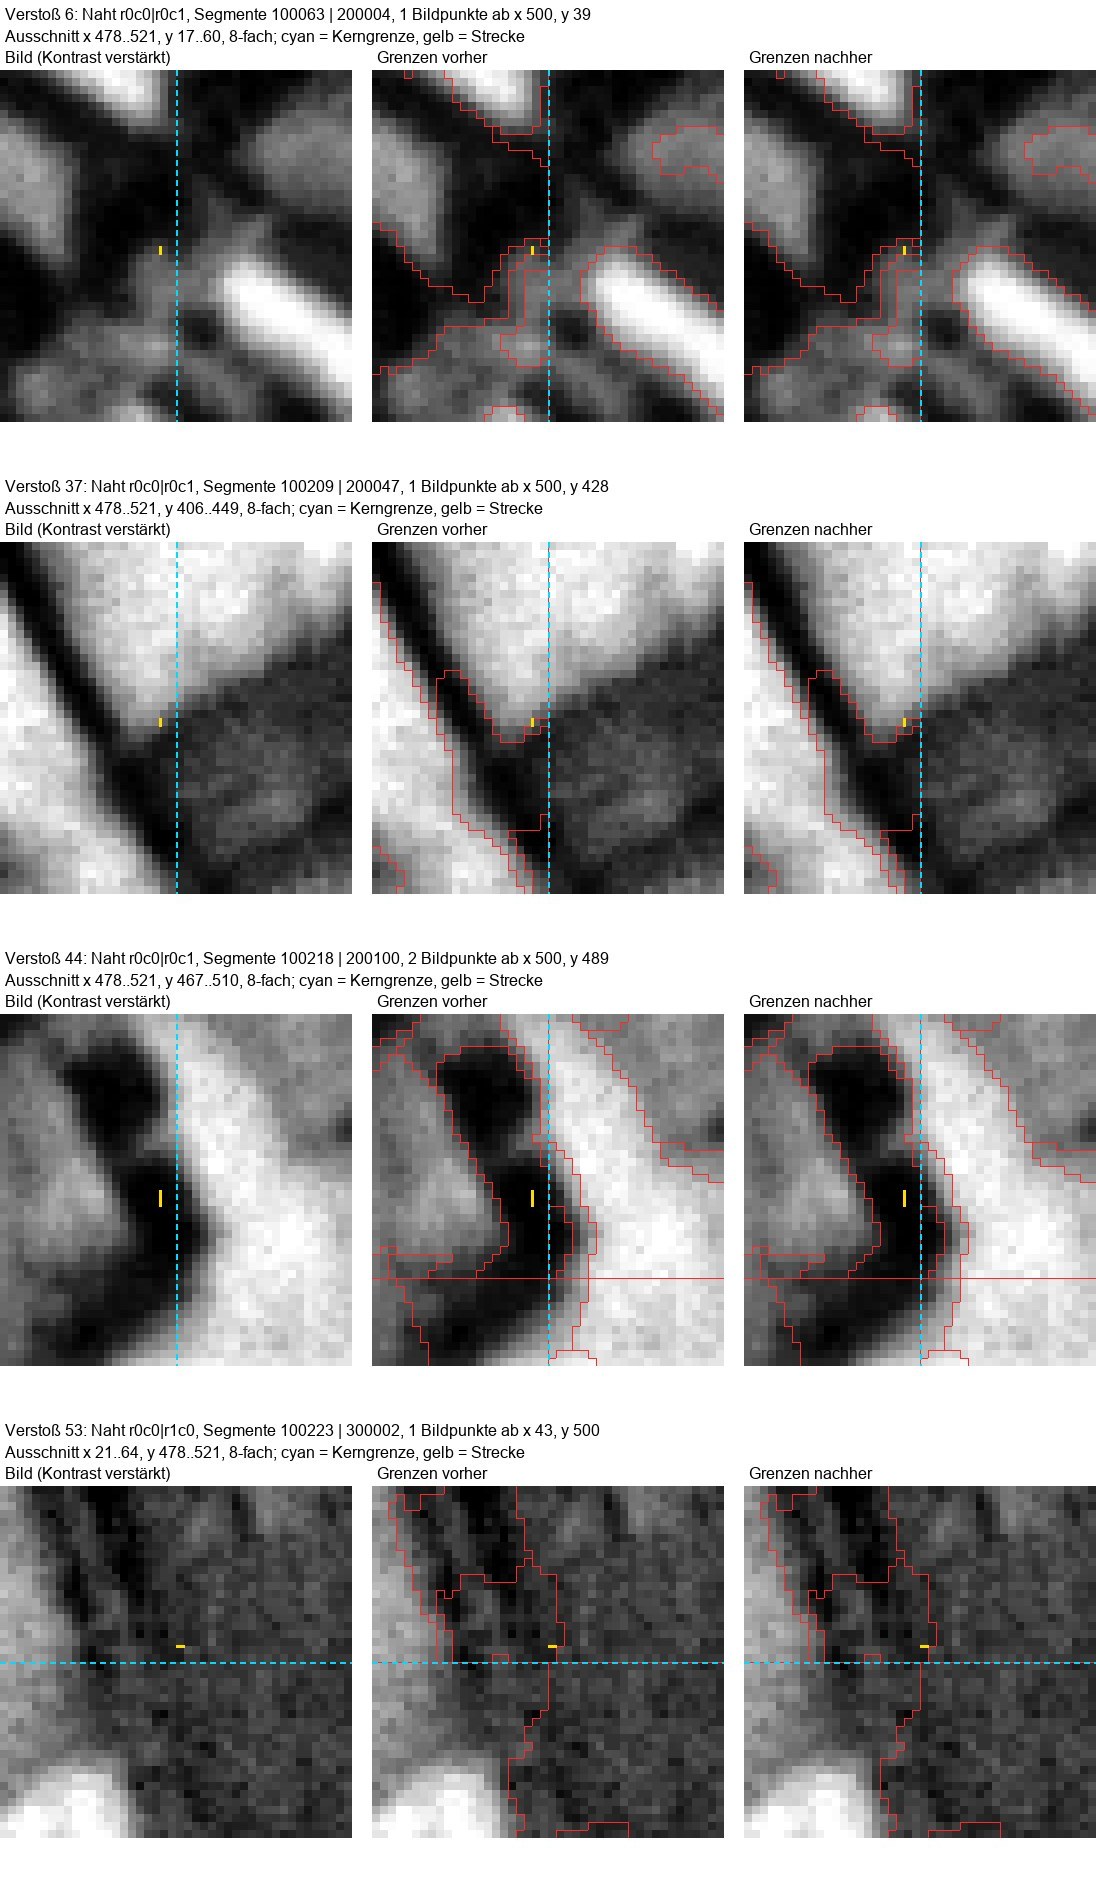 Verstoß 6: Naht r0c0|r0c1, Segmente 100063 | 200004, 1 Bildpunkte ab x 500, y 39
Ausschnitt x 478..521, y 17..60, 8-fach; cyan = Kerngrenze, gelb = Strecke
Bild (Kontrast verstärkt) Grenzen vorher Grenzen nachher
Verstoß 37: Naht r0c0|r0c1, Segmente 100209 | 200047, 1 Bildpunkte ab x 500, y 428
Ausschnitt x 478..521, y 406..449, 8-fach; cyan = Kerngrenze, gelb = Strecke
Bild (Kontrast verstärkt) Grenzen vorher Grenzen nachher
Verstoß 44: Naht r0c0|r0c1, Segmente 100218 | 200100, 2 Bildpunkte ab x 500, y 489
Ausschnitt x 478..521, y 467..510, 8-fach; cyan = Kerngrenze, gelb = Strecke
Bild (Kontrast verstärkt) Grenzen vorher Grenzen nachher
Verstoß 53: Naht r0c0|r1c0, Segmente 100223 | 300002, 1 Bildpunkte ab x 43, y 500
Ausschnitt x 21..64, y 478..521, 8-fach; cyan = Kerngrenze, gelb = Strecke
Bild (Kontrast verstärkt) Grenzen vorher Grenzen nachher